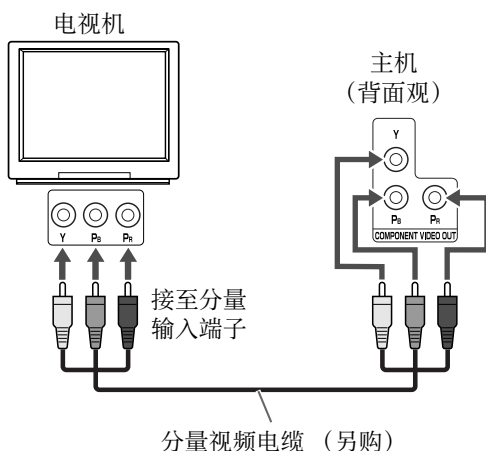 电视机
主机
（背面观）
Y
PB
PR
COMPONENT VIDEO OUT
Y PB PR
接至分量
输入端子
分量视频电缆 （另购）